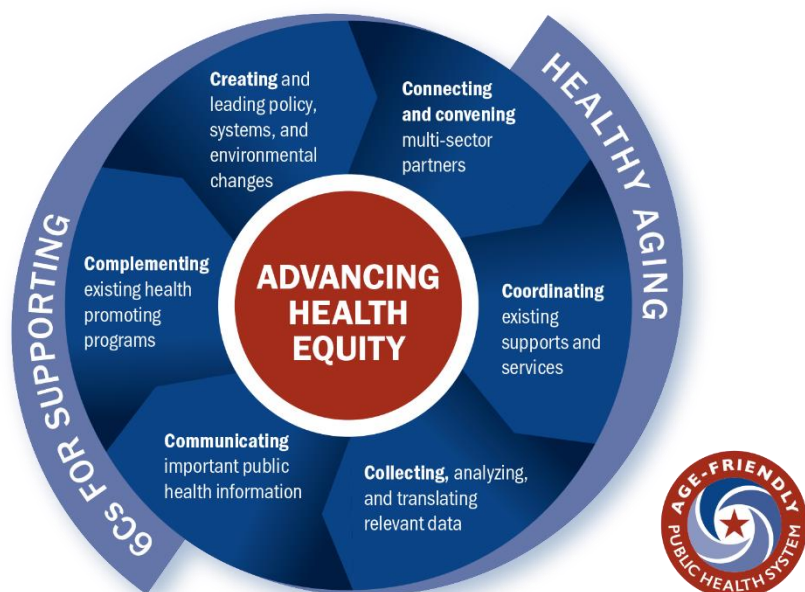 6Cs FOR SUPPORTING
HEALTHY AGING
Creating and
leading policy,
systems, and
environmental
changes
Connecting
and convening
multi-sector
partners
Coordinating
existing
supports and
services
Collecting, analyzing,
and translating
relevant data
Communicating
important public
health information
Complementing
existing health
promoting
programs
ADVANCING
HEALTH
EQUITY
AGE-FRIENDLY
PUBLIC HEALTH SYSTEM